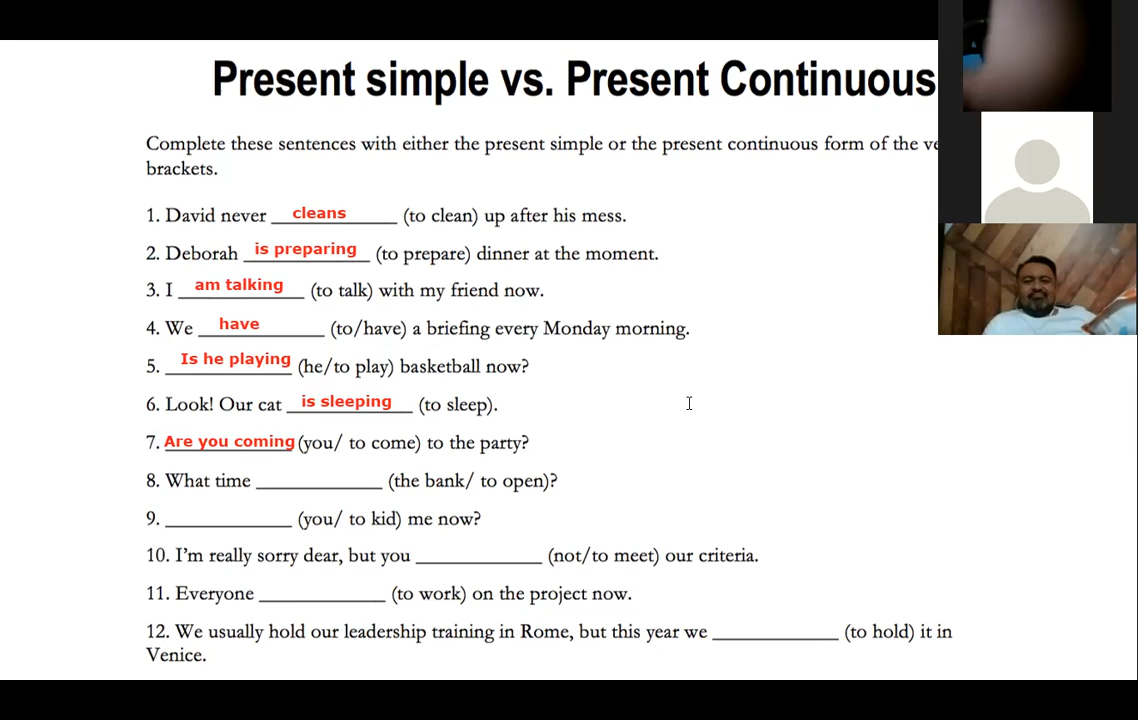 Present simple vs. Present Continuous
Complete these sentences with either the present simple or the present continuous form of the
brackets.
1. David never cleans (to clean) up after his mess.
2. Deborah is preparing (to prepare) dinner at the moment.
3. I am talking (to talk) with my friend now.
4. We have (to/have) a briefing every Monday morning.
5. Is he playing (he/to play) basketball now?
6. Look! Our cat is sleeping (to sleep).
7. Are you coming (you/ to come) to the party?
8. What time ____________ (the bank/ to open)?
9. ____________ (you/ to kid) me now?
10. I'm really sorry dear, but you ____________ (not/to meet) our criteria.
11. Everyone ____________ (to work) on the project now.
12. We usually hold our leadership training in Rome, but this year we ____________ (to hold) it in
Venice.